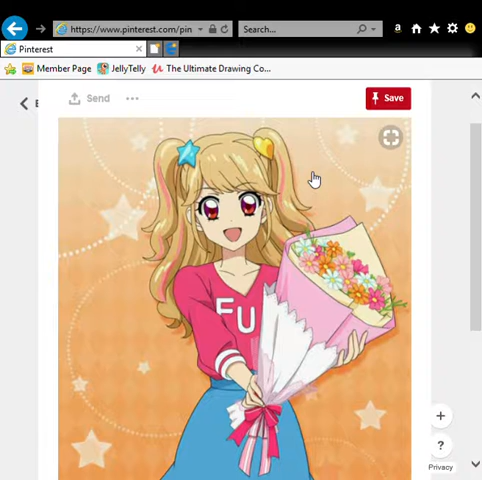 https://www.pinterest.com/pin
Search...
Pinterest
Member Page
JellyTelly
The Ultimate Drawing Co...
Send
Save
FU
?
Privacy